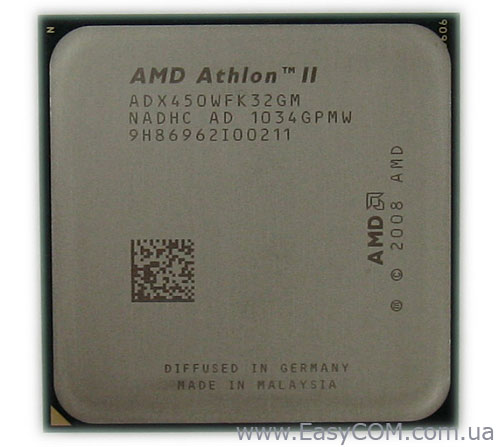 AMD Athlon™ II
ADX450WFK32GM
NADHC AD 1034GPMW
9H86962I00211
AMD
® © 2008 AMD
DIFFUSED IN GERMANY
MADE IN MALAYSIA
N
606
www.EasyCOM.com.ua